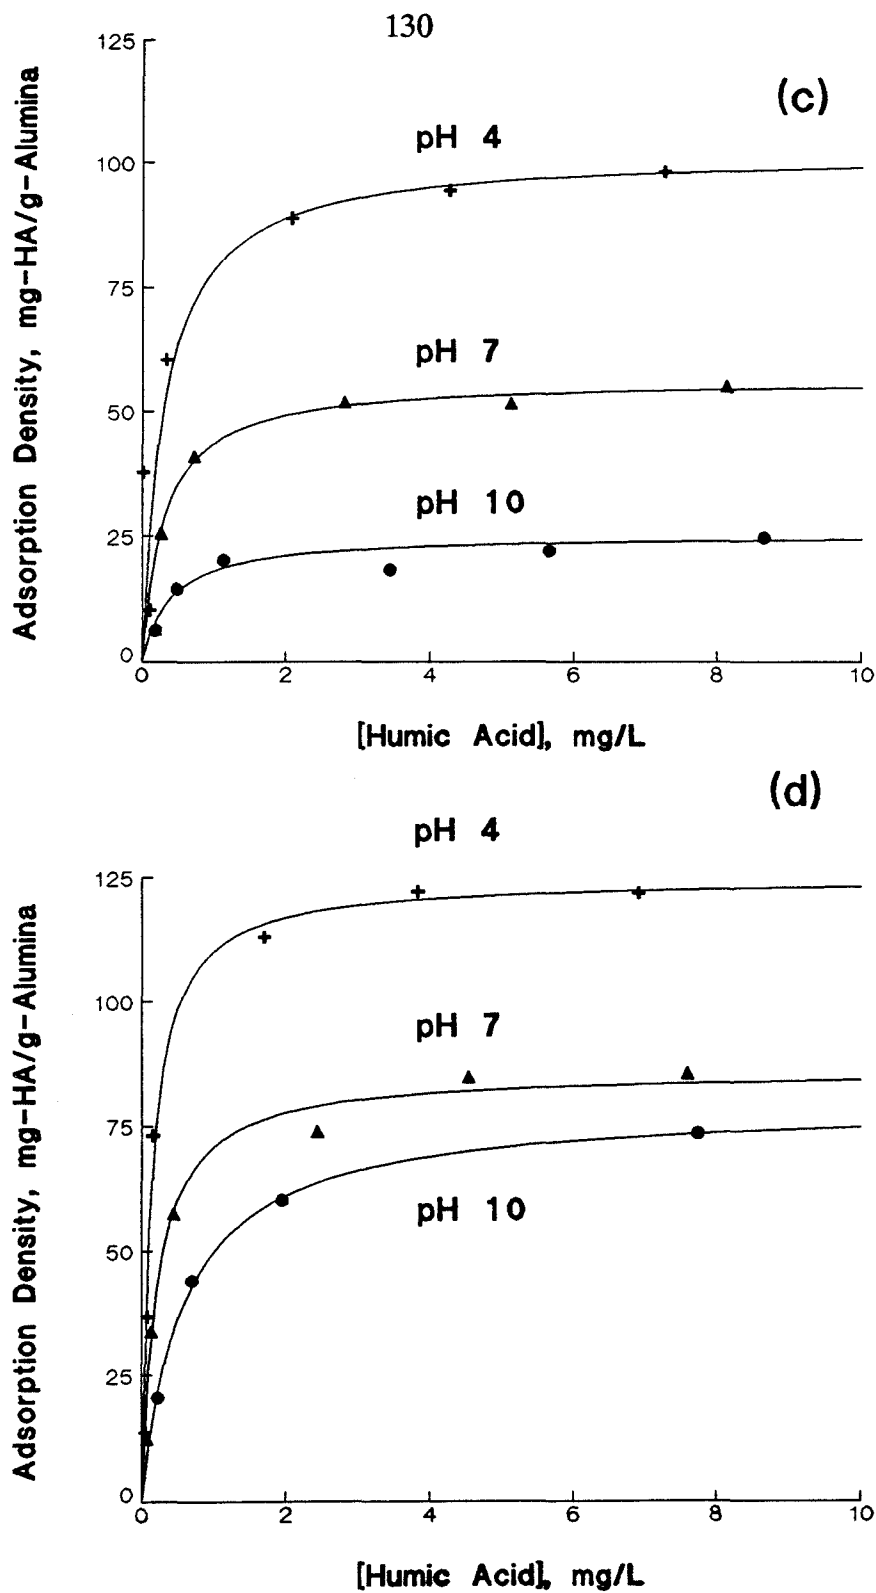 130
(c)
125
100
75
50
25
0
Adsorption Density, mg-HA/g-Alumina
pH 4
pH 7
pH 10
0 2 4 6 8 10
[Humic Acid], mg/L
(d)
125
100
75
50
25
0
Adsorption Density, mg-HA/g-Alumina
pH 4
pH 7
pH 10
0 2 4 6 8 10
[Humic Acid], mg/L